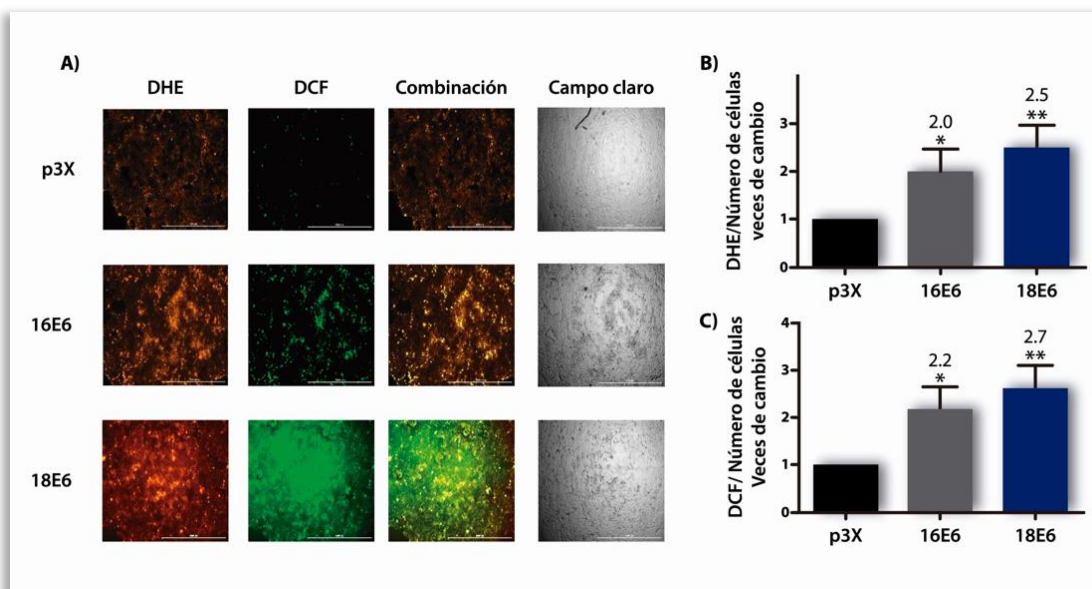 A)
DHE DCF Combinación Campo claro
p3X
16E6
18E6
B)
DHE/Número de células
veces de cambio
3
2
1
0
2.0
*
2.5
**
p3X 16E6 18E6
C)
DCF/ Número de células
Veces de cambio
4
3
2
1
0
2.2
*
2.7
**
p3X 16E6 18E6